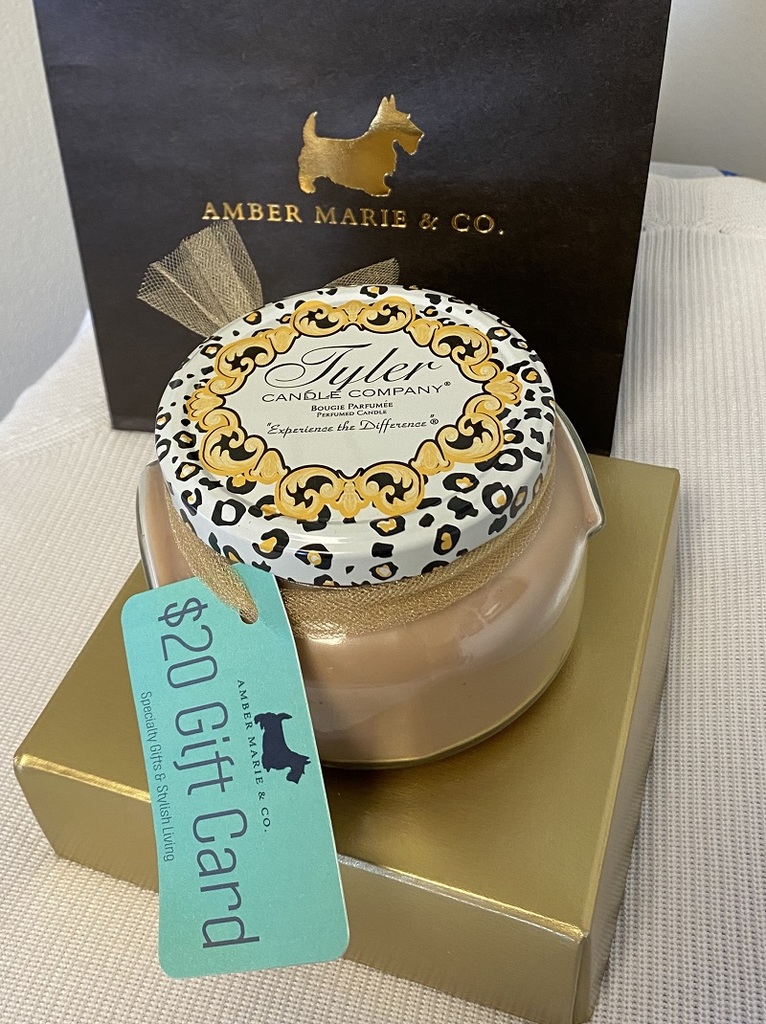 AMBER MARIE & CO.
Tyler
CANDLE COMPANY®
BOUGIE PARFUMÉE
PERFUMED CANDLE
"Experience the Difference"®
AMBER MARIE & CO.
$20 Gift Card
Specialty Gifts & Stylish Living